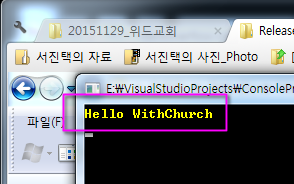 20151129_위드교회
Release
서진택의 자료
서진택의 사진_Photo
E:₩VisualStudioProjects₩ConsolePr
Hello WithChurch
파일(F)